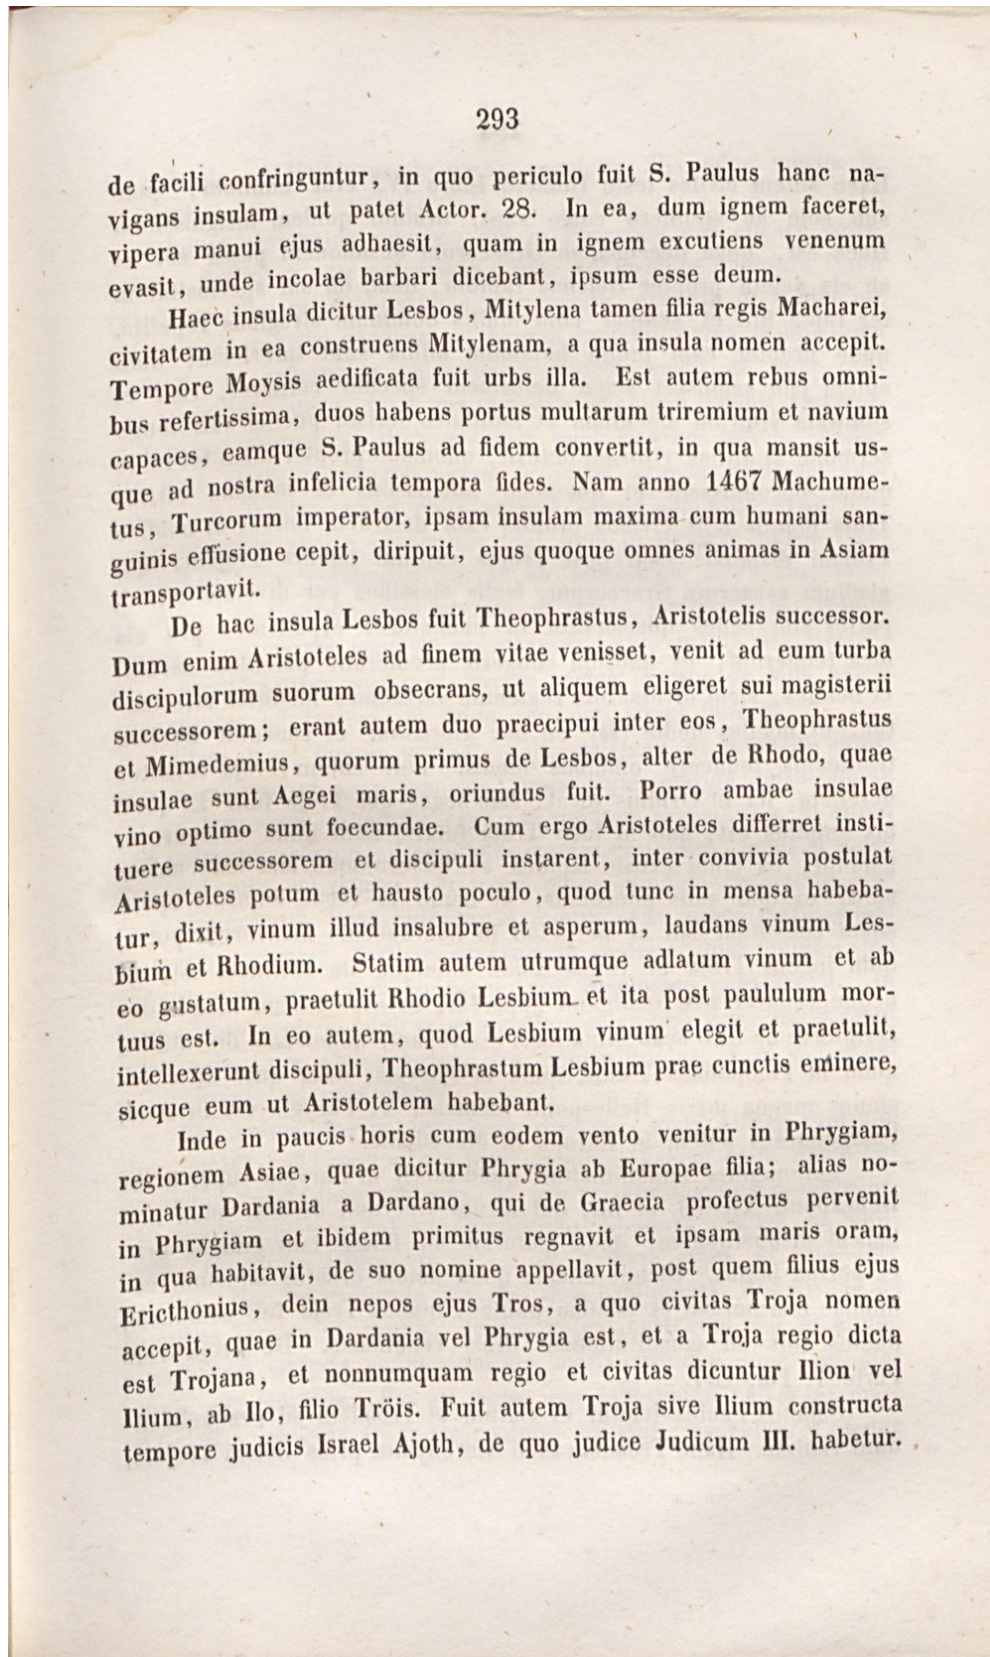 293
de facili confringuntur, in quo periculo fuit S. Paulus hanc na-
vigans insulam, ut patet Actor. 28. In ea, dum ignem faceret,
vipera manui ejus adhaesit, quam in ignem excutiens venenum
evasit, unde incolae barbari dicebant, ipsum esse deum.
Haec insula dicitur Lesbos, Mitylena tamen filia regis Macharei,
civitatem in ea construens Mitylenam, a qua insula nomen accepit.
Tempore Moysis aedificata fuit urbs illa. Est autem rebus omni-
bus refertissima, duos habens portus multarum triremium et navium
capaces, eamque S. Paulus ad fidem convertit, in qua mansit us-
que ad nostra infelicia tempora fides. Nam anno 1467 Machume-
tus, Turcorum imperator, ipsam insulam maxima cum humani san-
guinis effusione cepit, diripuit, ejus quoque omnes animas in Asiam
transportavit.
De hac insula Lesbos fuit Theophrastus, Aristotelis successor.
Dum enim Aristoteles ad finem vitae venisset, venit ad eum turba
discipulorum suorum obsecrans, ut aliquem eligeret sui magisterii
successorem; erant autem duo praecipui inter eos, Theophrastus
et Mimedemius, quorum primus de Lesbos, alter de Rhodo, quae
insulae sunt Aegei maris, oriundus fuit. Porro ambae insulae
vino optimo sunt foecundae. Cum ergo Aristoteles differret insti-
tuere successorem et discipuli instarent, inter convivia postulat
Aristoteles potum et hausto poculo, quod tunc in mensa habeba-
tur, dixit, vinum illud insalubre et asperum, laudans vinum Les-
bium et Rhodium. Statim autem utrumque adlatum vinum et ab
eo gustatum, praetulit Rhodio Lesbium et ita post paululum mor-
tuus est. In eo autem, quod Lesbium vinum elegit et praetulit,
intellexerunt discipuli, Theophrastum Lesbium prae cunctis eminere,
sicque eum ut Aristotelem habebant.
Inde in paucis horis cum eodem vento venitur in Phrygiam,
regionem Asiae, quae dicitur Phrygia ab Europae filia; alias no-
minatur Dardania a Dardano, qui de Graecia profectus pervenit
in Phrygiam et ibidem primitus regnavit et ipsam maris oram,
in qua habitavit, de suo nomine appellavit, post quem filius ejus
Ericthonius, dein nepos ejus Tros, a quo civitas Troja nomen
accepit, quae in Dardania vel Phrygia est, et a Troja regio dicta
est Trojana, et nonnumquam regio et civitas dicuntur Ilion vel
Ilium, ab Ilo, filio Tröis. Fuit autem Troja sive Ilium constructa
tempore judicis Israel Ajoth, de quo judice Judicum III. habetur.